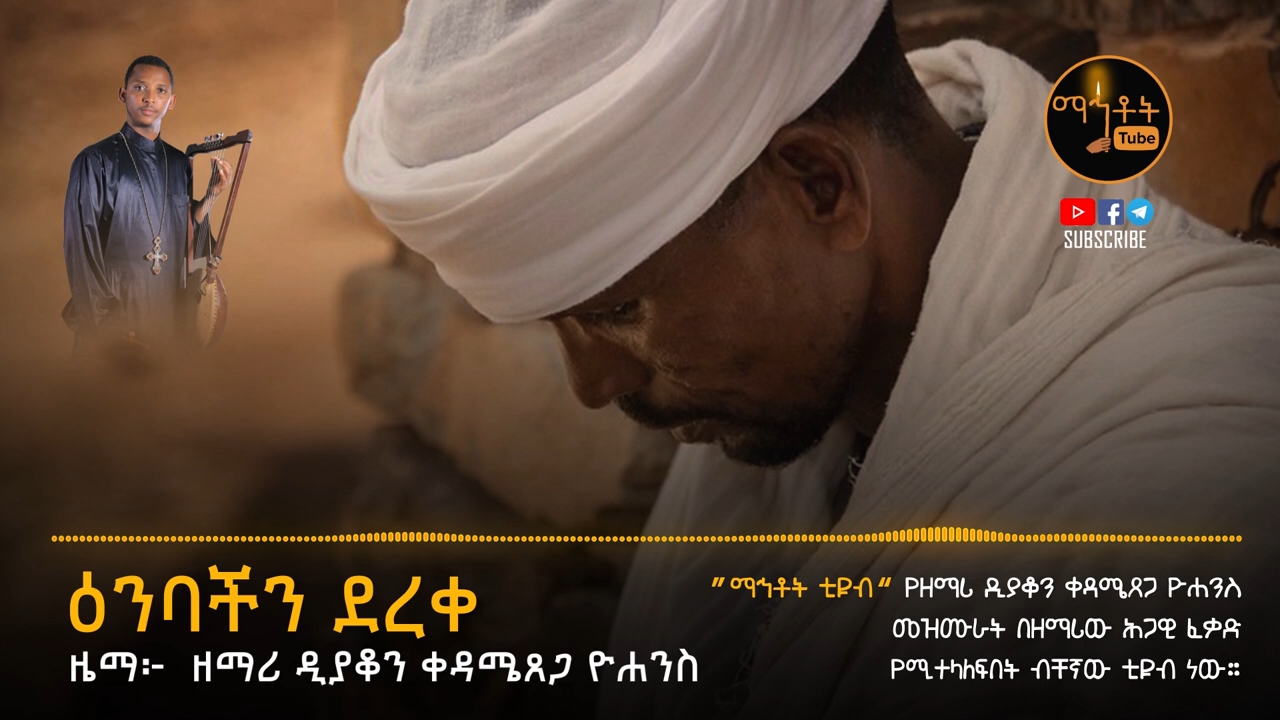 ማኅቶት
Tube
SUBSCRIBE
ዕንባችን ደረቀ
ዜማ፡- ዘማሪ ዲያቆን ቀዳሜጸጋ ዮሐንስ
"ማኅቶት ቲዩብ" የዘማሪ ዲያቆን ቀዳሜጸጋ ዮሐንስ
መዝሙራት በዘማሪው ሕጋዊ ፈቃድ
የሚተላለፍበት ብቸኛው ቲዩብ ነው።